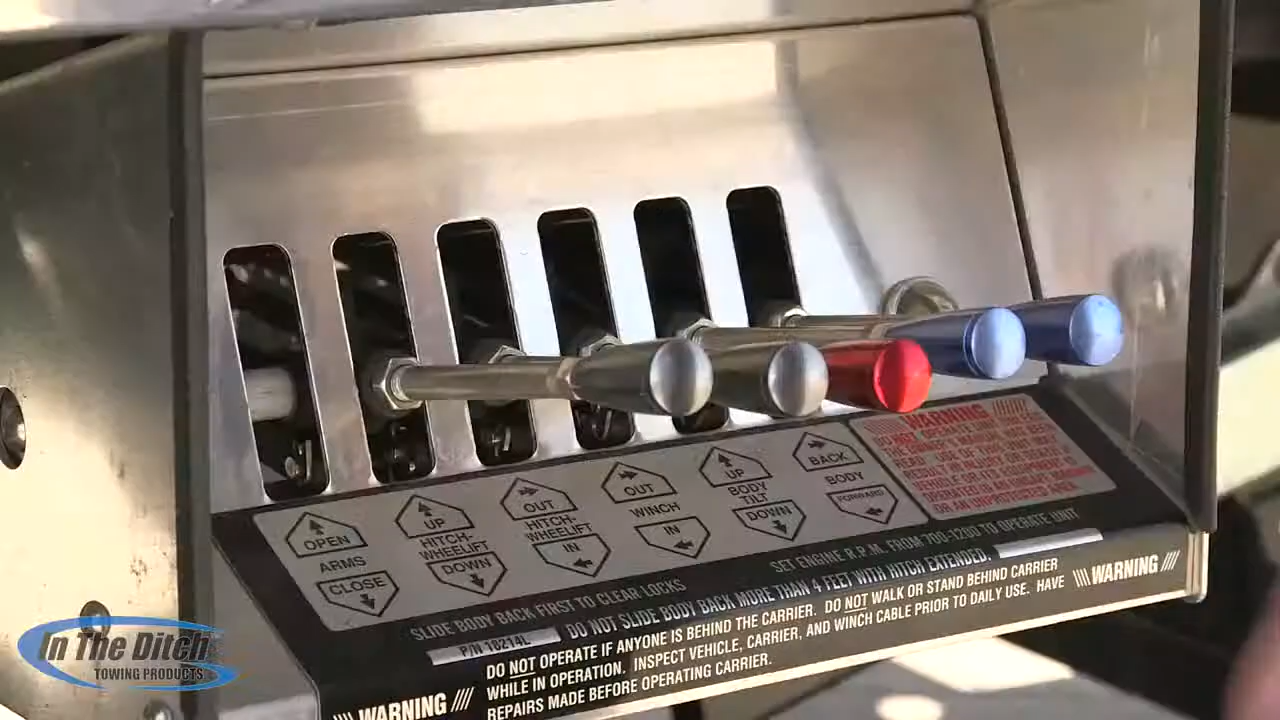 OPEN
ARMS
CLOSE
UP
HITCH-
WHEELIFT
DOWN
OUT
HITCH-
WHEELIFT
IN
OUT
WINCH
IN
UP
BODY
TILT
DOWN
BACK
BODY
FORWARD
WARNING
OR AN UNPROTECTED
SLIDE BODY BACK FIRST TO CLEAR LOCKS
SET ENGINE R.P.M. FROM 700-1200 TO OPERATE UNIT
P/N 18214L
DO NOT SLIDE BODY BACK MORE THAN 4 FEET WITH HITCH EXTENDED.
WARNING
DO NOT OPERATE IF ANYONE IS BEHIND THE CARRIER. DO NOT WALK OR STAND BEHIND CARRIER
WHILE IN OPERATION. INSPECT VEHICLE, CARRIER, AND WINCH CABLE PRIOR TO DAILY USE. HAVE
REPAIRS MADE BEFORE OPERATING CARRIER.
WARNING
In The Ditch
TOWING PRODUCTS